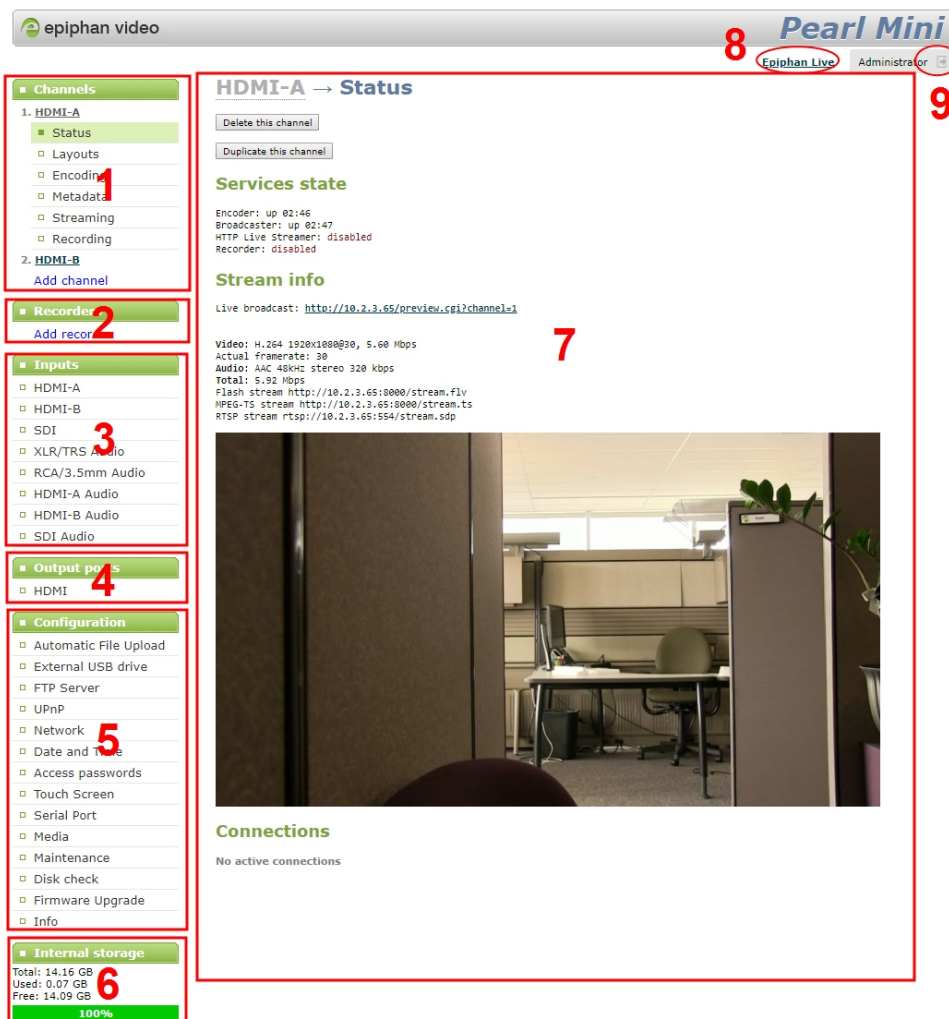 epiphan video
Pearl Mini
8
Epiphan Live
Administrator
9
Channels
1. HDMI-A
Status
Layouts
Encoding
Metadata
Streaming
Recording
2. HDMI-B
Add channel
1
Recorders
Add recorder
2
Inputs
HDMI-A
HDMI-B
SDI
XLR/TRS Audio
RCA/3.5mm Audio
HDMI-A Audio
HDMI-B Audio
SDI Audio
3
Output ports
HDMI
4
Configuration
Automatic File Upload
External USB drive
FTP Server
UPnP
Network
Date and Time
Access passwords
Touch Screen
Serial Port
Media
Maintenance
Disk check
Firmware Upgrade
Info
5
Internal storage
Total: 14.16 GB
Used: 0.07 GB
Free: 14.09 GB
100%
6
HDMI-A → Status
Delete this channel
Duplicate this channel
Services state
Encoder: up 02:46
Broadcaster: up 02:47
HTTP Live Streamer: disabled
Recorder: disabled
Stream info
Live broadcast: http://10.2.3.65/preview.cgi?channel=1
7
Video: H.264 1920x1080@30, 5.60 Mbps
Actual framerate: 30
Audio: AAC 48kHz stereo 320 kbps
Total: 5.92 Mbps
Flash stream http://10.2.3.65:8000/stream.flv
MPEG-TS stream http://10.2.3.65:8000/stream.ts
RTSP stream rtsp://10.2.3.65:554/stream.sdp
Connections
No active connections